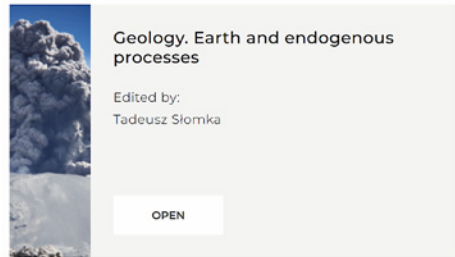 Geology. Earth and endogenous
processes
Edited by:
Tadeusz Słomka
OPEN